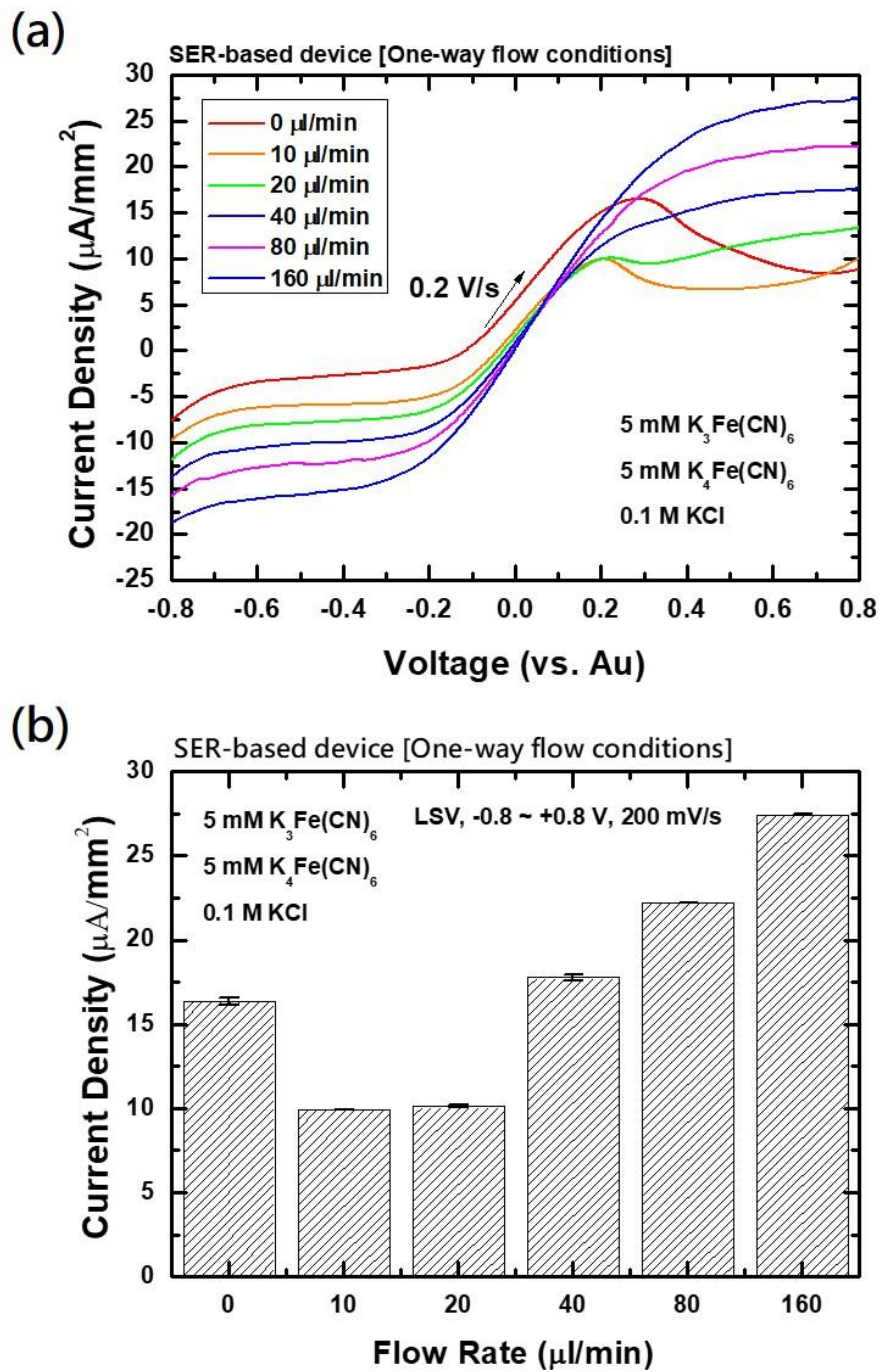 (a)
SER-based device [One-way flow conditions]
30
25
20
15
10
5
0
-5
-10
-15
-20
-25
Current Density (μA/mm²)
0 μl/min
10 μl/min
20 μl/min
40 μl/min
80 μl/min
160 μl/min
0.2 V/s
5 mM K₃Fe(CN)₆
5 mM K₄Fe(CN)₆
0.1 M KCl
-0.8 -0.6 -0.4 -0.2 0.0 0.2 0.4 0.6 0.8
Voltage (vs. Au)
(b)
SER-based device [One-way flow conditions]
30
25
20
15
10
5
0
Current Density (μA/mm²)
5 mM K₃Fe(CN)₆
5 mM K₄Fe(CN)₆
0.1 M KCl
LSV, -0.8 ~ +0.8 V, 200 mV/s
0 10 20 40 80 160
Flow Rate (μl/min)